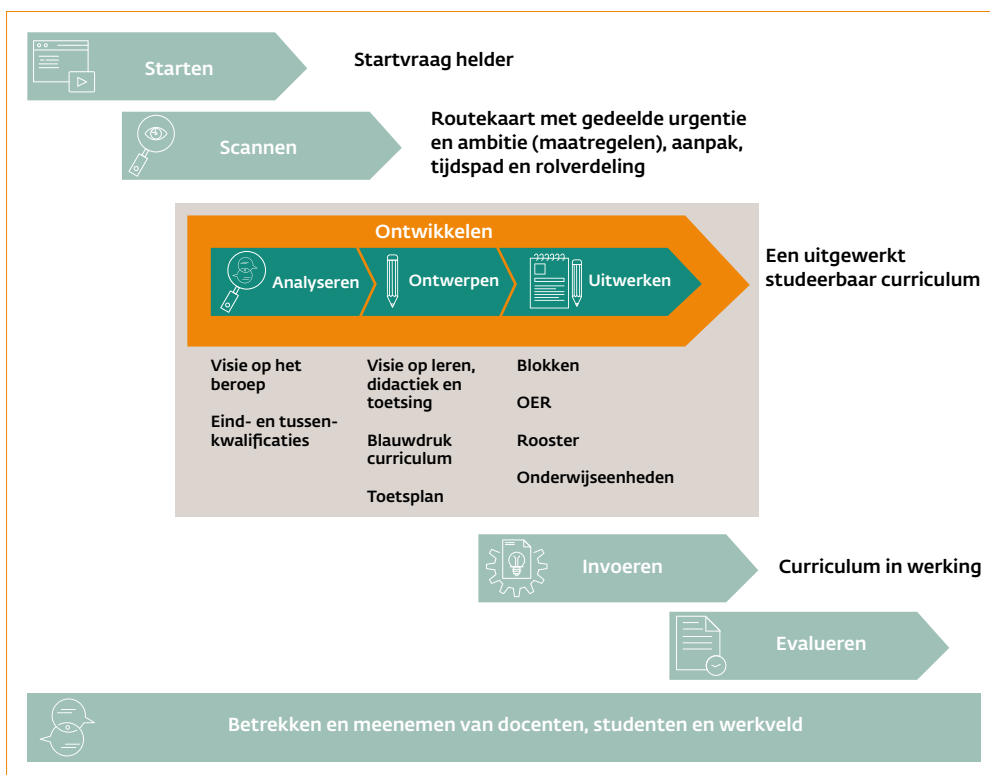 Starten
Startvraag helder
Scannen
Routekaart met gedeelde urgentie
en ambitie (maatregelen), aanpak,
tijdspad en rolverdeling
Ontwikkelen
Analyseren
Ontwerpen
Uitwerken
Een uitgewerkt
studeerbaar curriculum
Visie op het
beroep
Eind- en tussen-
kwalificaties
Visie op leren,
didactiek en
toetsing
Blauwdruk
curriculum
Toetsplan
Blokken
OER
Rooster
Onderwijseenheden
Invoeren
Curriculum in werking
Evalueren
Betrekken en meenemen van docenten, studenten en werkveld